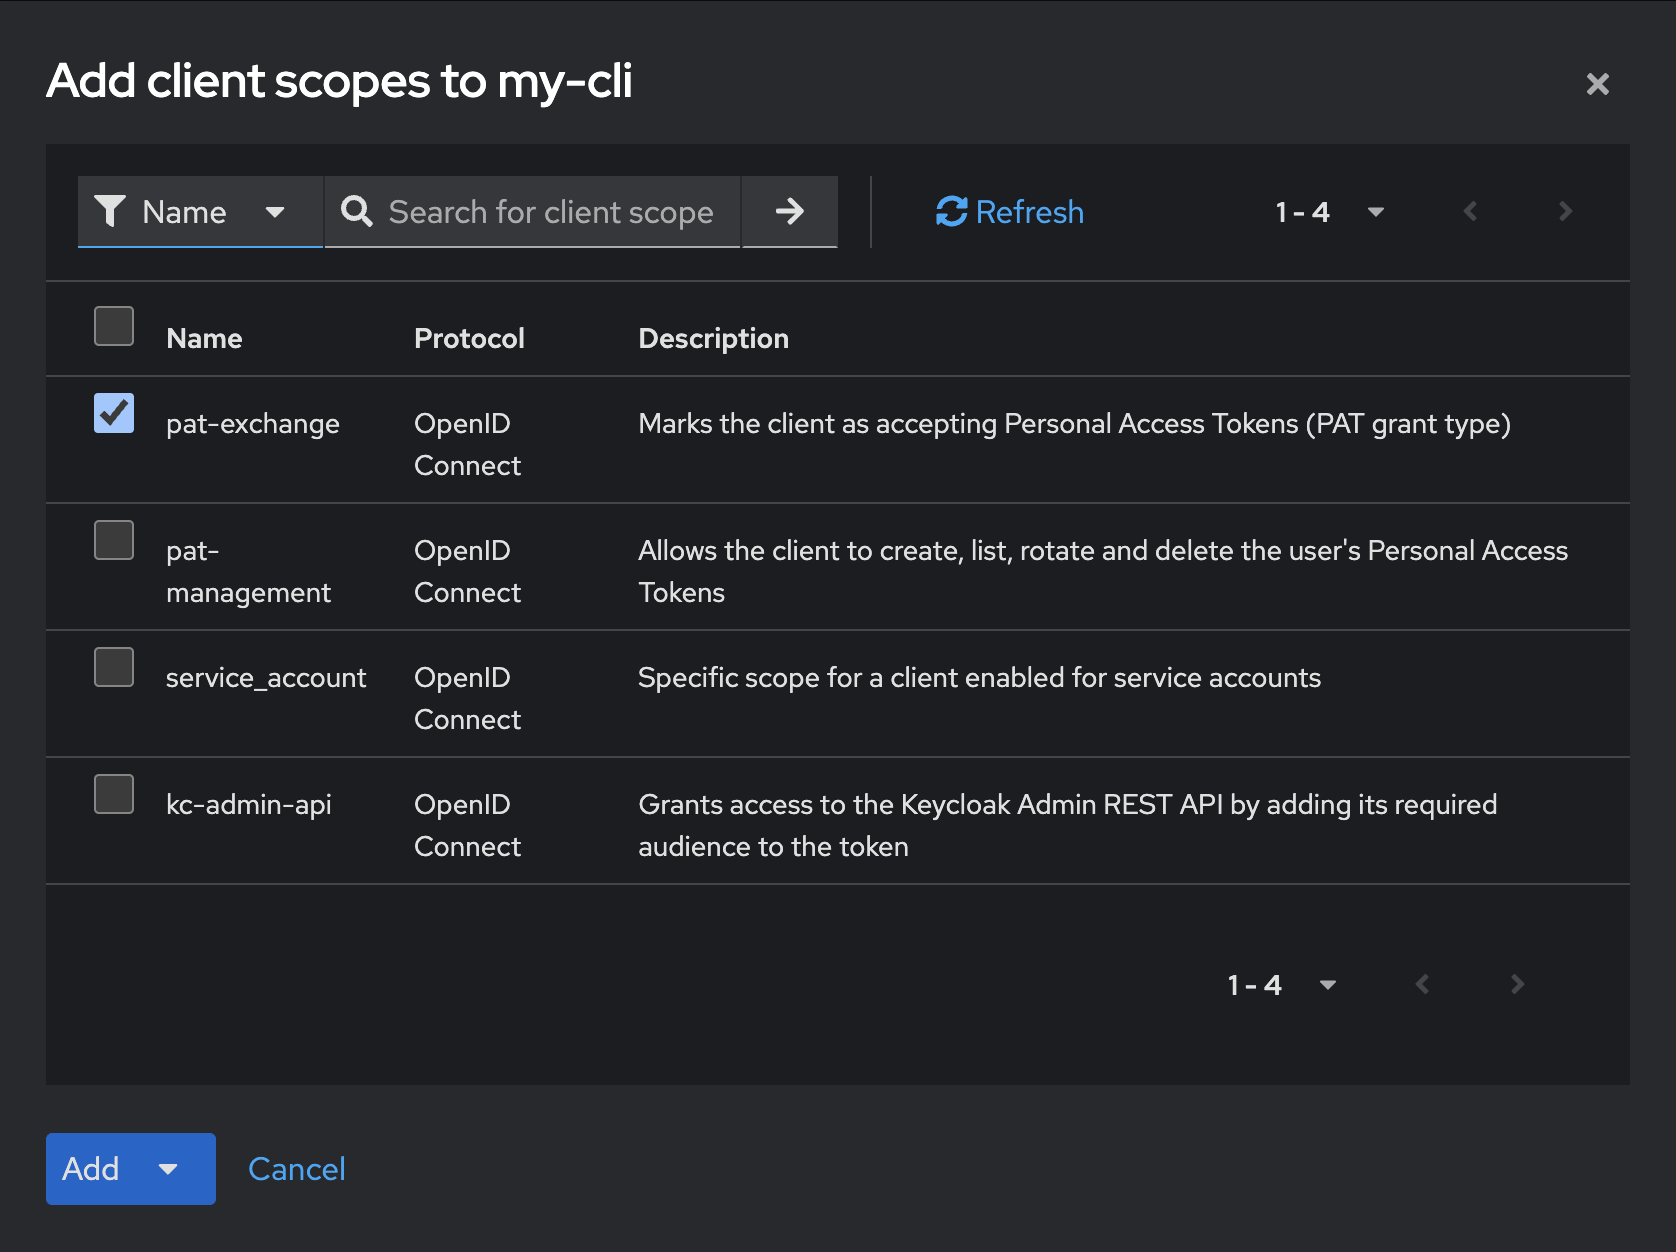 Add client scopes to my-cli
Name
Search for client scope
Refresh
1 - 4
Name Protocol Description
pat-exchange OpenID Connect Marks the client as accepting Personal Access Tokens (PAT grant type)
pat-management OpenID Connect Allows the client to create, list, rotate and delete the user's Personal Access Tokens
service_account OpenID Connect Specific scope for a client enabled for service accounts
kc-admin-api OpenID Connect Grants access to the Keycloak Admin REST API by adding its required audience to the token
1 - 4
Add
Cancel